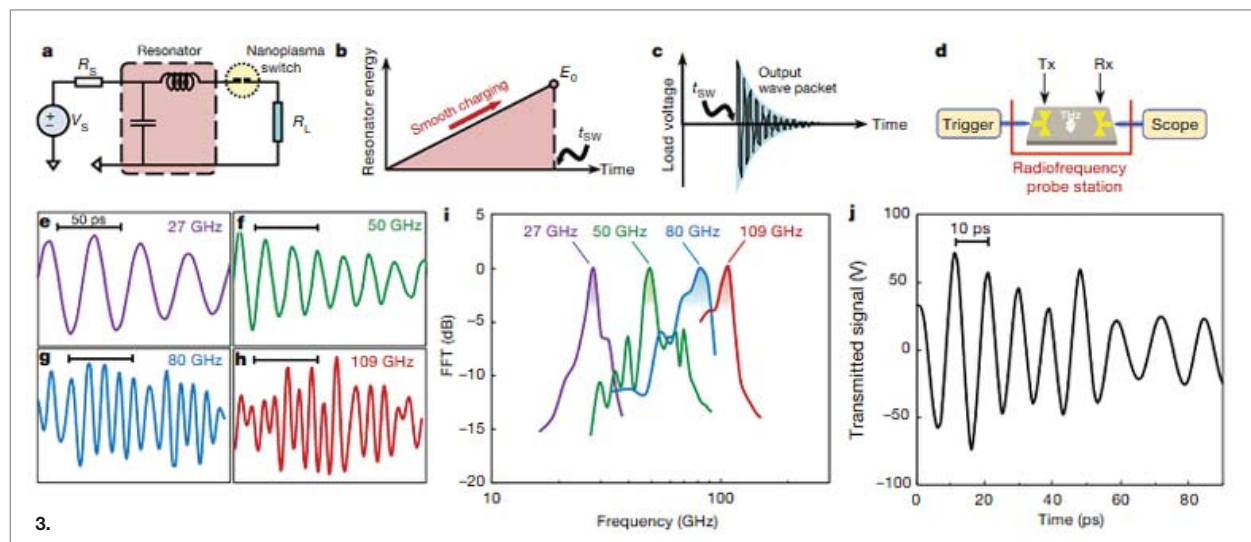 a
Resonator
Nanoplasma
switch
R_S
V_S
R_L
b
Resonator energy
Smooth charging
E_0
t_SW
Time
c
Load voltage
t_SW
Output
wave packet
Time
d
Tx
Rx
Trigger
THz
Scope
Radiofrequency
probe station
e
50 ps
27 GHz
f
50 GHz
g
80 GHz
h
109 GHz
i
5
0
−5
−10
−15
−20
FFT (dB)
27 GHz
50 GHz
80 GHz
109 GHz
10
100
Frequency (GHz)
j
100
50
0
−50
−100
Transmitted signal (V)
10 ps
0
20
40
60
80
Time (ps)
3.